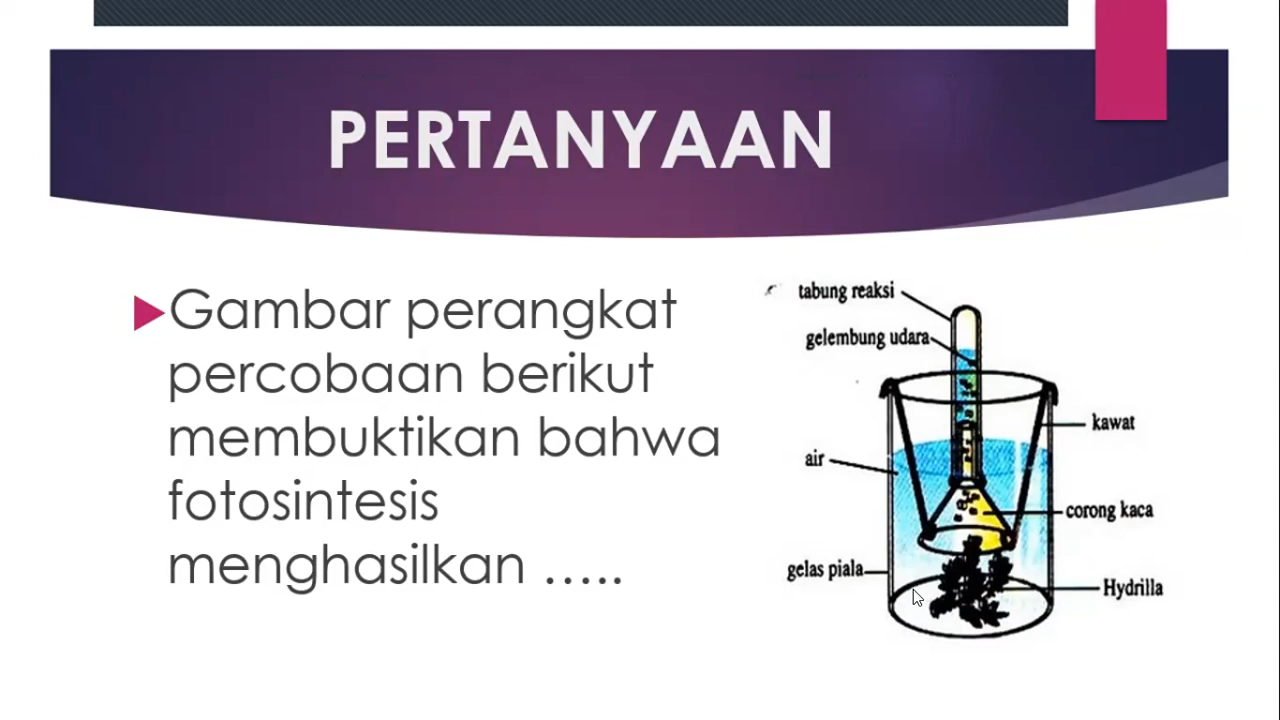 PERTANYAAN
Gambar perangkat
percobaan berikut
membuktikan bahwa
fotosintesis
menghasilkan …..
tabung reaksi
gelembung udara
kawat
air
corong kaca
gelas piala
Hydrilla